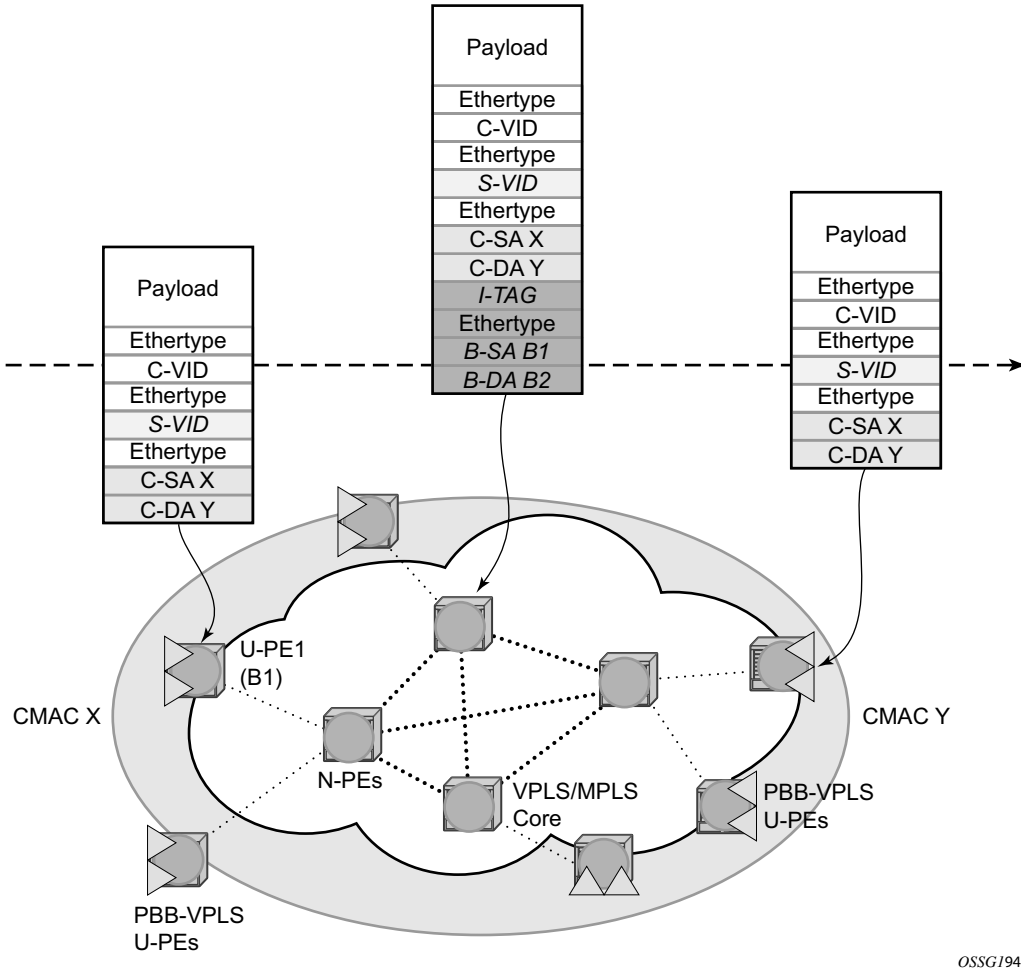 Payload
Ethertype
C-VID
Ethertype
S-VID
Ethertype
C-SA X
C-DA Y
I-TAG
Ethertype
B-SA B1
B-DA B2
Payload
Ethertype
C-VID
Ethertype
S-VID
Ethertype
C-SA X
C-DA Y
Payload
Ethertype
C-VID
Ethertype
S-VID
Ethertype
C-SA X
C-DA Y
U-PE1
(B1)
CMAC X
CMAC Y
N-PEs
VPLS/MPLS
Core
PBB-VPLS
U-PEs
PBB-VPLS
U-PEs
OSSG194